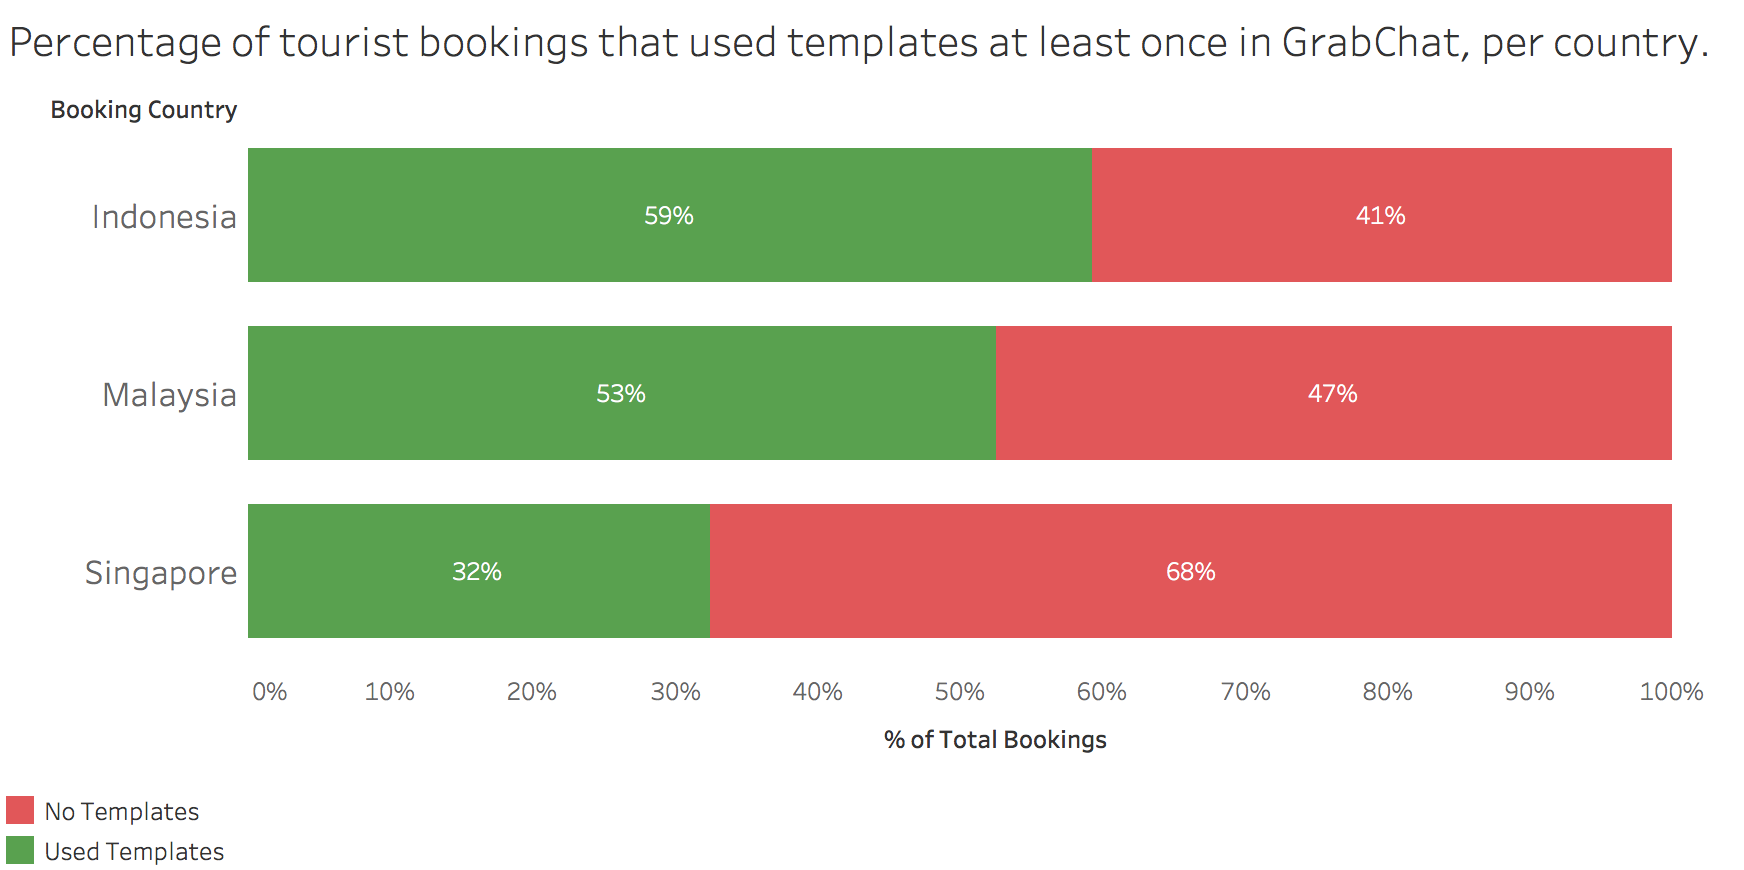 Percentage of tourist bookings that used templates at least once in GrabChat, per country.
Booking Country
Indonesia
59%
41%
Malaysia
53%
47%
Singapore
32%
68%
0% 10% 20% 30% 40% 50% 60% 70% 80% 90% 100%
% of Total Bookings
No Templates
Used Templates